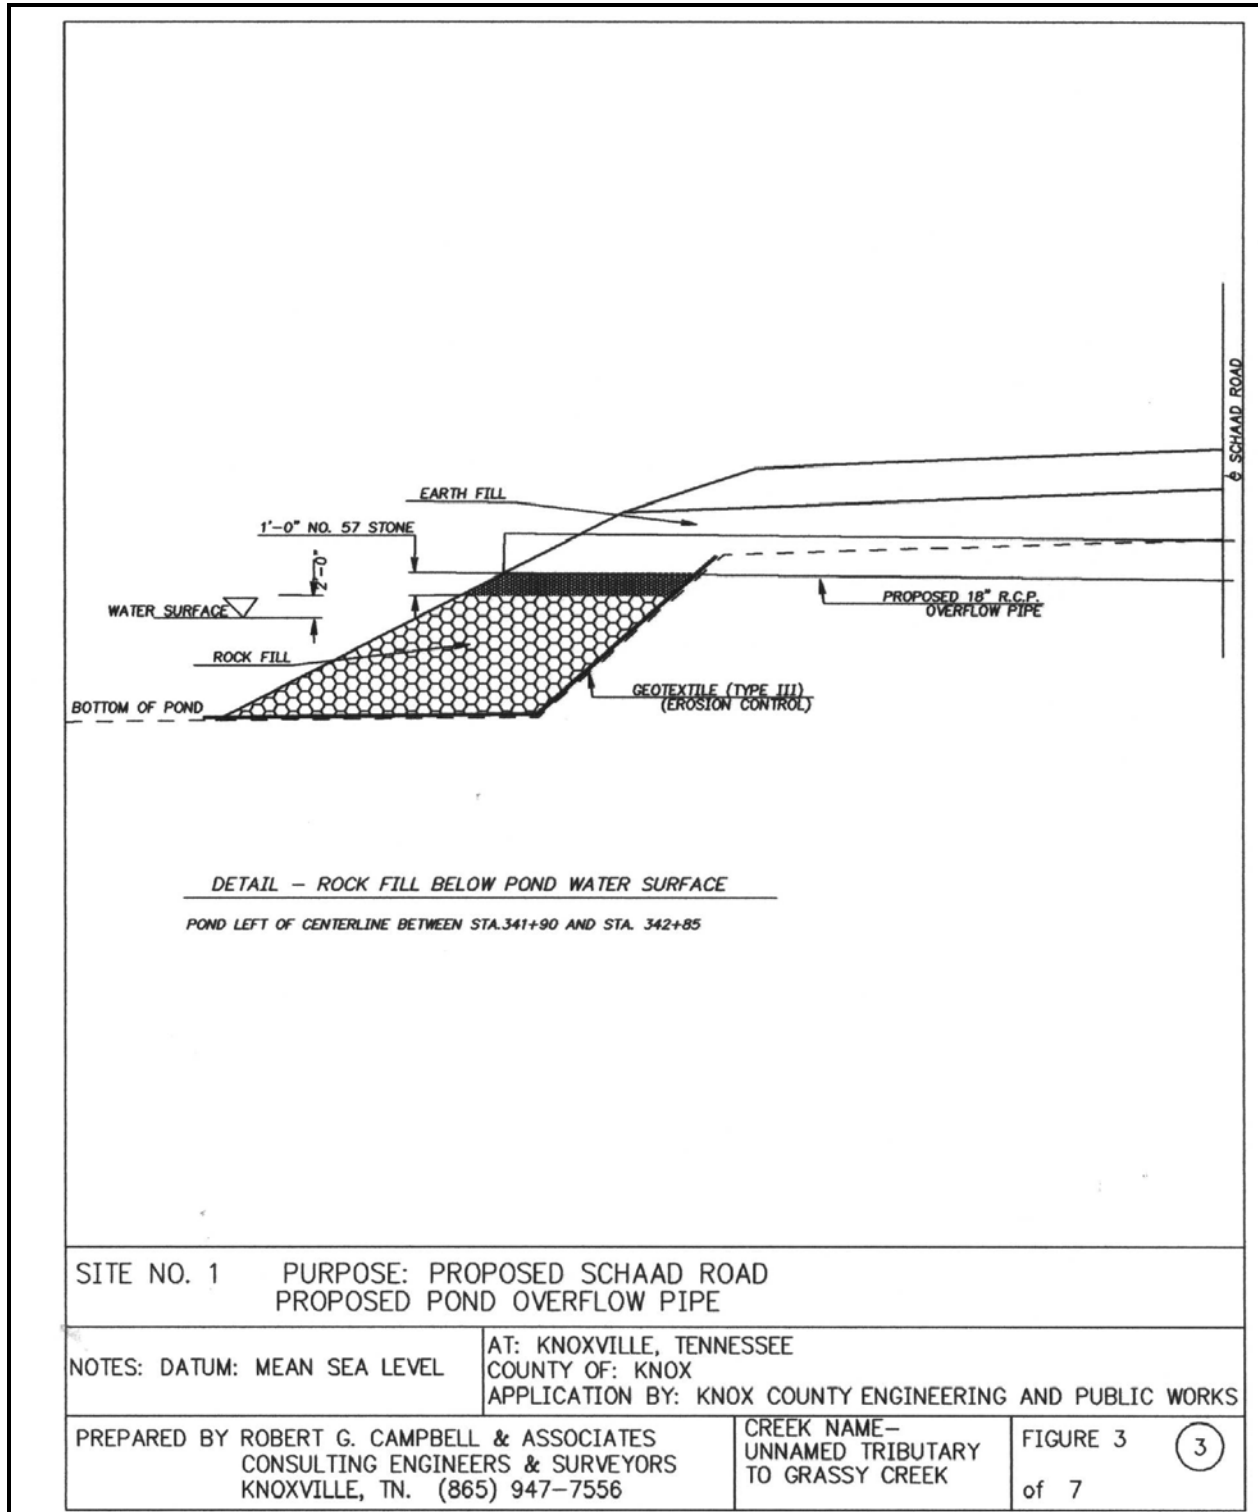 ℄ SCHAAD ROAD
EARTH FILL
1'-0" NO. 57 STONE
2'-0"
WATER SURFACE
PROPOSED 18" R.C.P.
OVERFLOW PIPE
ROCK FILL
GEOTEXTILE (TYPE III)
(EROSION CONTROL)
BOTTOM OF POND
DETAIL – ROCK FILL BELOW POND WATER SURFACE
POND LEFT OF CENTERLINE BETWEEN STA.341+90 AND STA. 342+85
SITE NO. 1 PURPOSE: PROPOSED SCHAAD ROAD
PROPOSED POND OVERFLOW PIPE
NOTES: DATUM: MEAN SEA LEVEL
AT: KNOXVILLE, TENNESSEE
COUNTY OF: KNOX
APPLICATION BY: KNOX COUNTY ENGINEERING AND PUBLIC WORKS
PREPARED BY ROBERT G. CAMPBELL & ASSOCIATES
CONSULTING ENGINEERS & SURVEYORS
KNOXVILLE, TN. (865) 947-7556
CREEK NAME–
UNNAMED TRIBUTARY
TO GRASSY CREEK
FIGURE 3
3
of 7